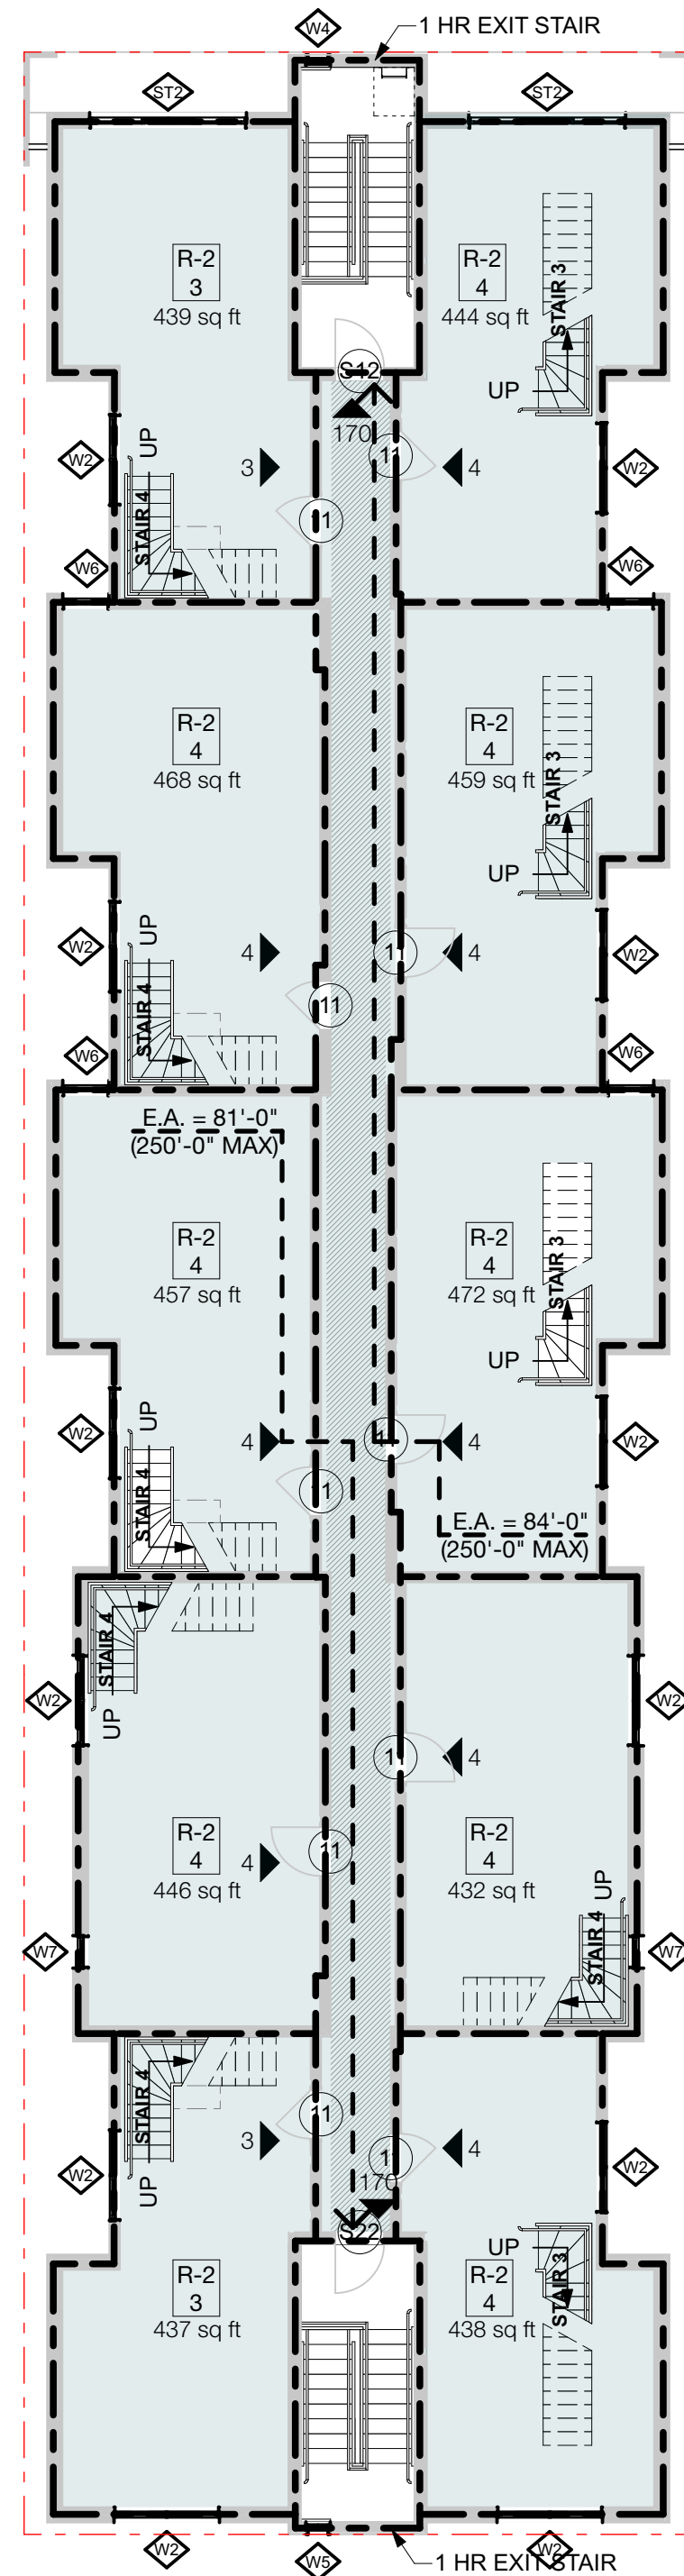 W4
1 HR EXIT STAIR
ST2
ST2
R-2
3
439 sq ft
R-2
4
444 sq ft
STAIR 3
UP
S12
170
UP
STAIR 4
W2
3
11
11
4
W2
W6
W6
R-2
4
468 sq ft
R-2
4
459 sq ft
STAIR 3
UP
UP
STAIR 4
W2
4
11
11
4
W2
W6
W6
E.A. = 81'-0"
(250'-0" MAX)
R-2
4
457 sq ft
R-2
4
472 sq ft
STAIR 3
UP
UP
STAIR 4
W2
4
11
4
W2
11
E.A. = 84'-0"
(250'-0" MAX)
STAIR 4
UP
W2
W2
11
4
R-2
4
446 sq ft
4
11
R-2
4
432 sq ft
UP
STAIR 4
W7
W7
STAIR 4
UP
W2
3
11
11
4
W2
170
S22
R-2
3
437 sq ft
UP
STAIR 3
R-2
4
438 sq ft
W2
W5
1 HR EXIT STAIR
W2